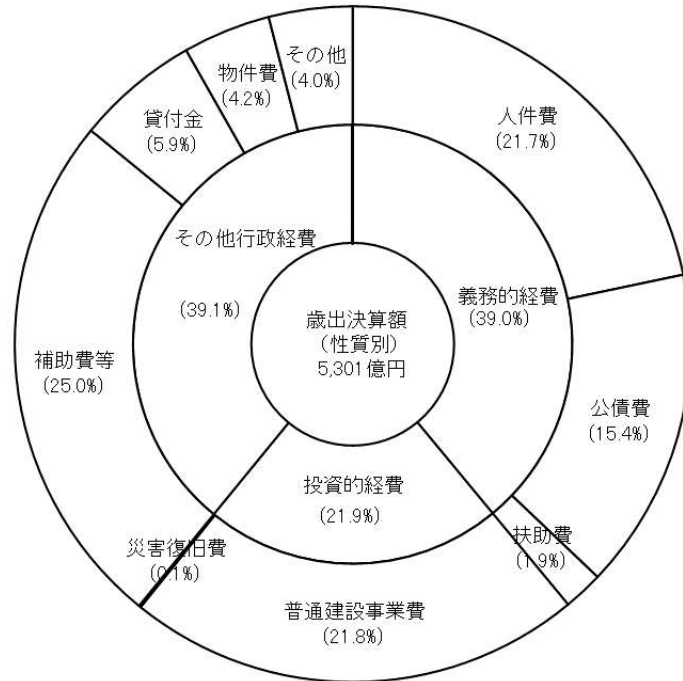 その他
(4.0%)
物件費
(4.2%)
貸付金
(5.9%)
人件費
(21.7%)
その他行政経費
(39.1%)
義務的経費
(39.0%)
歳出決算額
(性質別)
5,301億円
補助費等
(25.0%)
公債費
(15.4%)
投資的経費
(21.9%)
災害復旧費
(0.1%)
扶助費
(1.9%)
普通建設事業費
(21.8%)